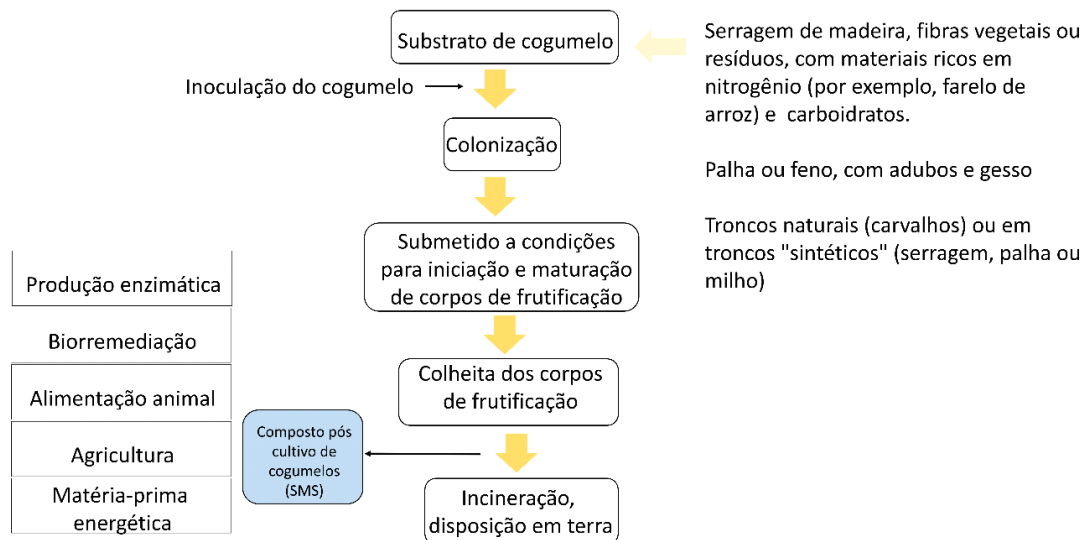 Substrato de cogumelo
Serragem de madeira, fibras vegetais ou
resíduos, com materiais ricos em
nitrogênio (por exemplo, farelo de
arroz) e carboidratos.
Palha ou feno, com adubos e gesso
Troncos naturais (carvalhos) ou em
troncos "sintéticos" (serragem, palha ou
milho)
Inoculação do cogumelo
Colonização
Submetido a condições
para iniciação e maturação
de corpos de frutificação
Colheita dos corpos
de frutificação
Produção enzimática
Biorremediação
Alimentação animal
Agricultura
Matéria-prima
energética
Composto pós
cultivo de
cogumelos
(SMS)
Incineração,
disposição em terra